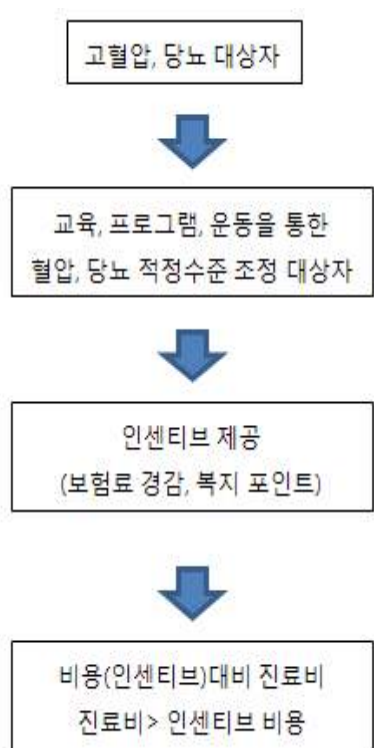 고혈압, 당뇨 대상자
교육, 프로그램, 운동을 통한
혈압, 당뇨 적정수준 조정 대상자
인센티브 제공
(보험료 경감, 복지 포인트)
비용(인센티브)대비 진료비
진료비> 인센티브 비용